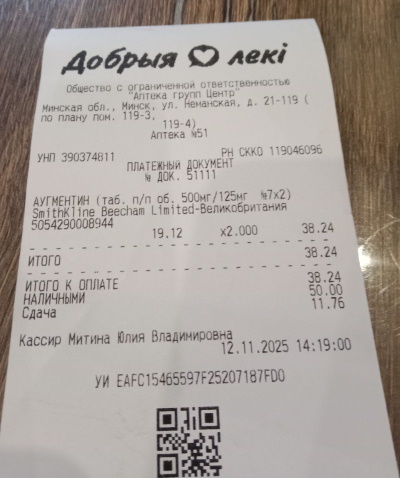 Добрыя лекі
Общество с ограниченной ответственностью
"Аптека групп Центр"
Минская обл., Минск, ул. Неманская, д. 21-119 (
по плану пом. 119-3,
119-4)
Аптека №51
УНП 390374811 РН СККО 119046096
ПЛАТЕЖНЫЙ ДОКУМЕНТ
№ ДОК. 51111
АУГМЕНТИН (таб. п/п об. 500мг/125мг №7х2)
SmithKline Beecham Limited-Великобритания
5054290008944
19.12 x2.000 38.24
ИТОГО 38.24
ИТОГО К ОПЛАТЕ 38.24
НАЛИЧНЫМИ 50.00
Сдача 11.76
Кассир Митина Юлия Владимировна
12.11.2025 14:19:00
УИ EAFC15465597F25207187FD0